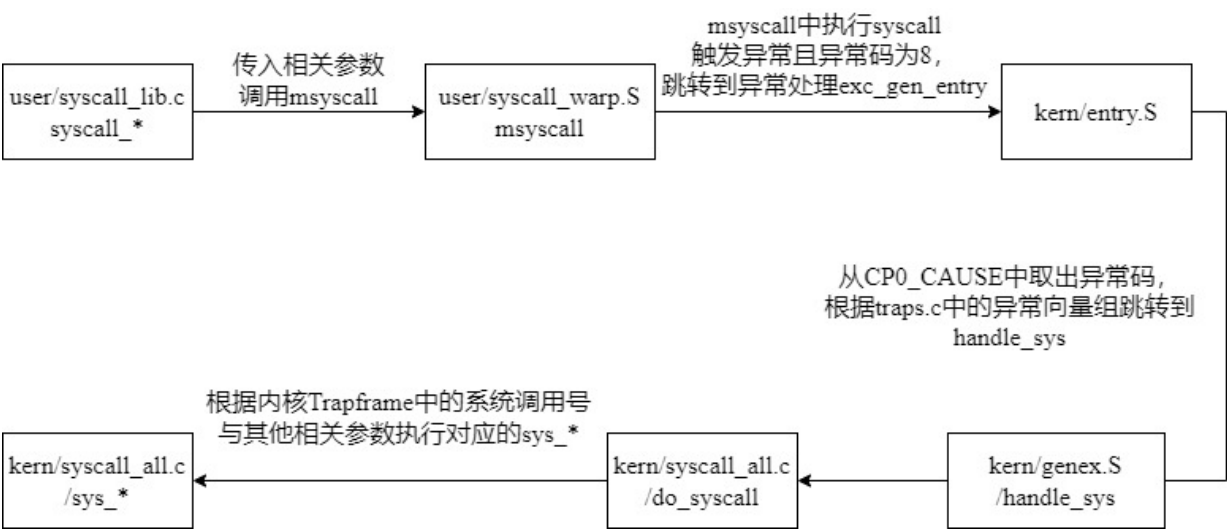 user/syscall_lib.c
syscall_*
传入相关参数
调用msyscall
user/syscall_warp.S
msyscall
msyscall中执行syscall
触发异常且异常码为8，
跳转到异常处理exc_gen_entry
kern/entry.S
从CP0_CAUSE中取出异常码，
根据traps.c中的异常向量组跳转到
handle_sys
kern/genex.S
/handle_sys
kern/syscall_all.c
/do_syscall
根据内核Trapframe中的系统调用号
与其他相关参数执行对应的sys_*
kern/syscall_all.c
/sys_*